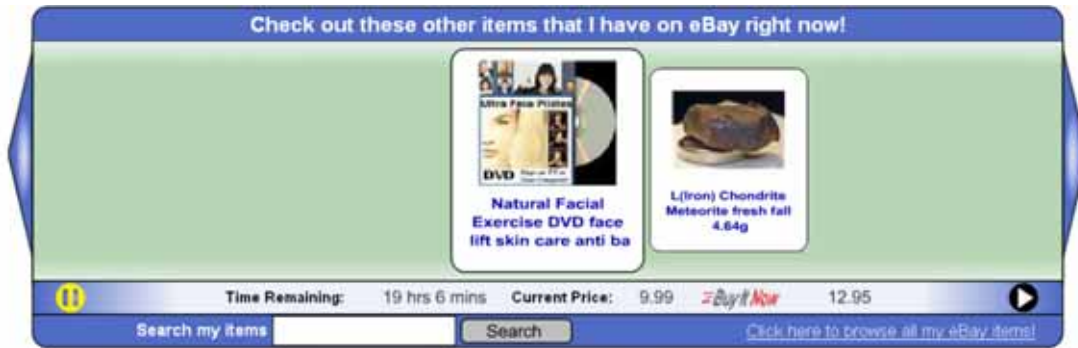 Check out these other items that I have on eBay right now!
Ultra Face Pilates
DVD
Natural Facial
Exercise DVD face
lift skin care anti ba
L(Iron) Chondrite
Meteorite fresh fall
4.64g
Time Remaining: 19 hrs 6 mins Current Price: 9.99 Buy It Now 12.95
Search my items Search Click here to browse all my eBay items!